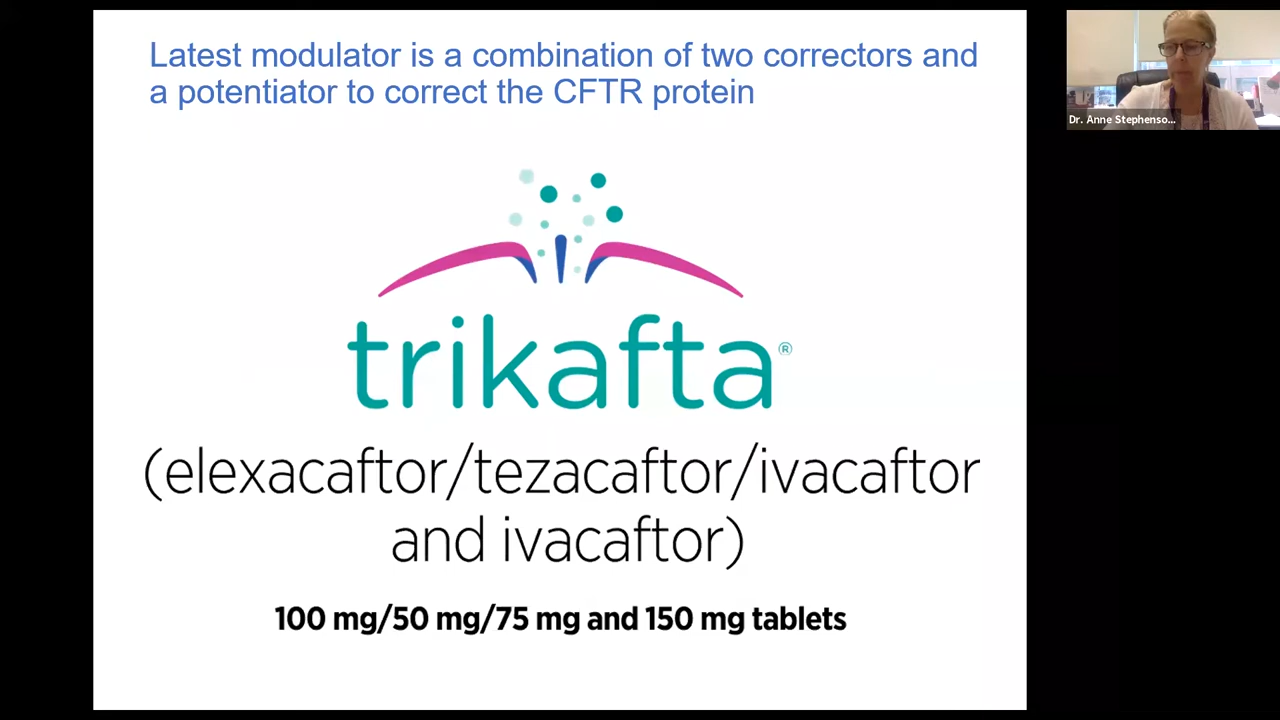 Latest modulator is a combination of two correctors and
a potentiator to correct the CFTR protein
Dr. Anne Stephenso...
trikafta®
(elexacaftor/tezacaftor/ivacaftor
and ivacaftor)
100 mg/50 mg/75 mg and 150 mg tablets